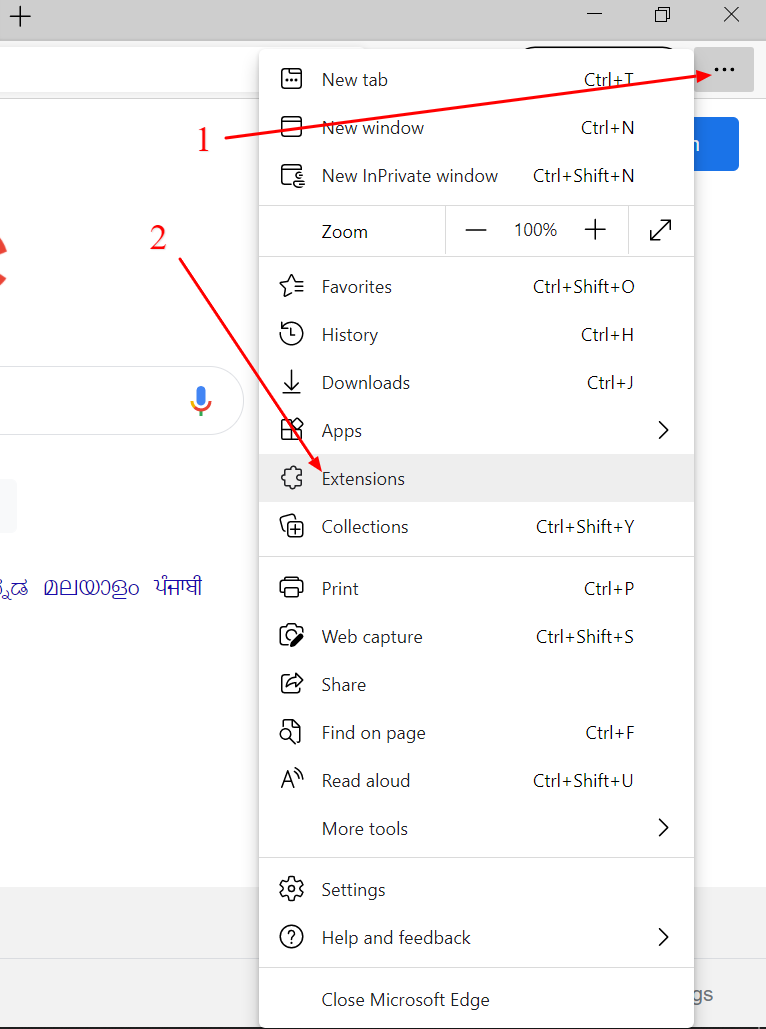 New tab Ctrl+T
1
New window Ctrl+N
New InPrivate window Ctrl+Shift+N
2
Zoom 100%
Favorites Ctrl+Shift+O
History Ctrl+H
Downloads Ctrl+J
Apps
Extensions
Collections Ctrl+Shift+Y
മലയാളം ਪੰਜਾਬੀ
Print Ctrl+P
Web capture Ctrl+Shift+S
Share
Find on page Ctrl+F
Read aloud Ctrl+Shift+U
More tools
Settings
Help and feedback
Close Microsoft Edge